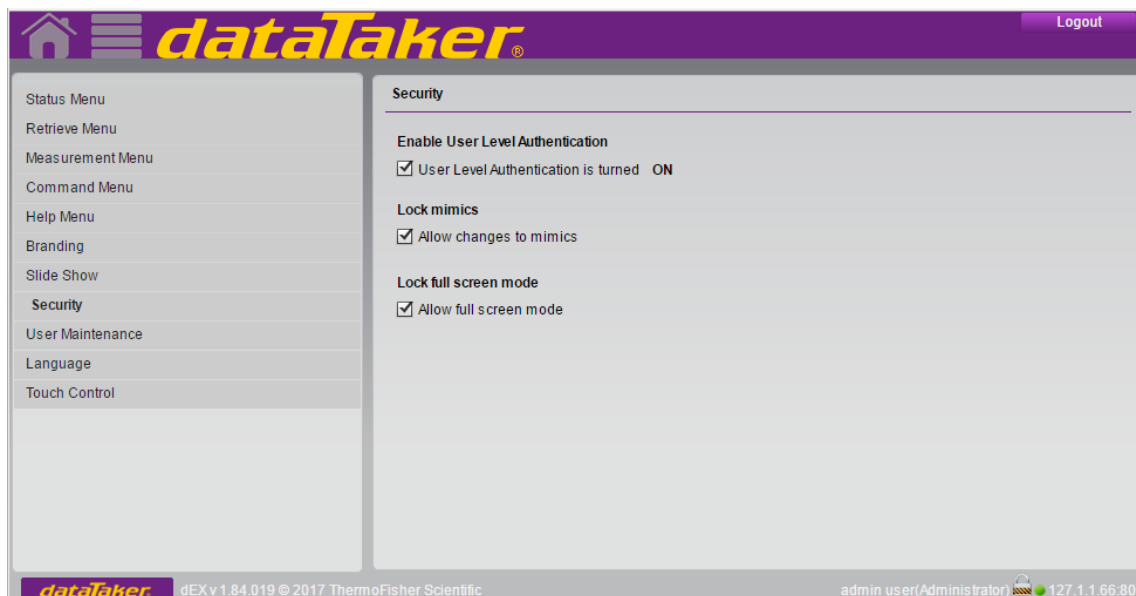 dataTaker®
Logout
Status Menu
Retrieve Menu
Measurement Menu
Command Menu
Help Menu
Branding
Slide Show
Security
User Maintenance
Language
Touch Control
Security
Enable User Level Authentication
User Level Authentication is turned ON
Lock mimics
Allow changes to mimics
Lock full screen mode
Allow full screen mode
dataTaker. dEX v 1.84.019 © 2017 ThermoFisher Scientific admin user(Administrator) 127.1.1.66:80